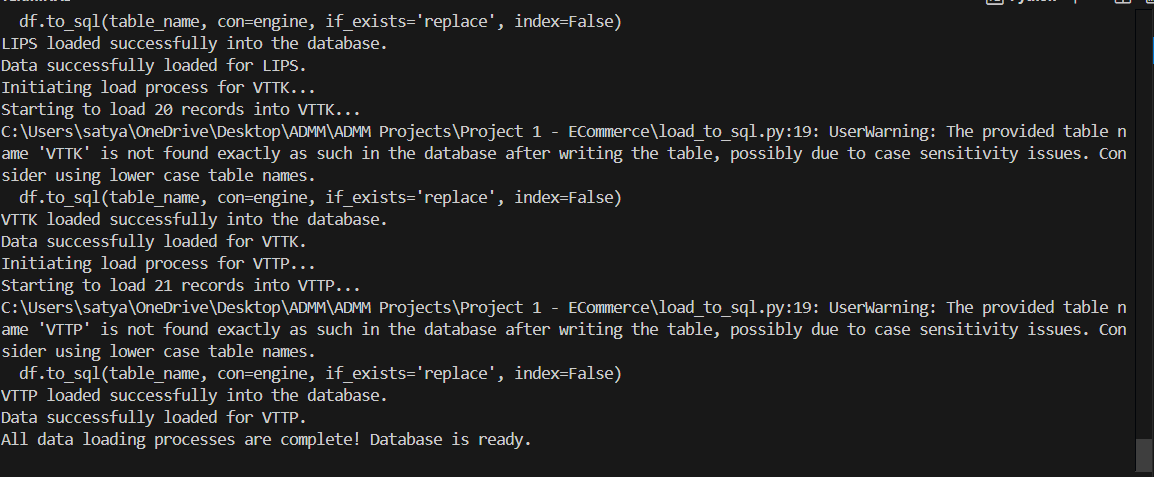 df.to_sql(table_name, con=engine, if_exists='replace', index=False)
LIPS loaded successfully into the database.
Data successfully loaded for LIPS.
Initiating load process for VTTK...
Starting to load 20 records into VTTK...
C:\Users\satya\OneDrive\Desktop\ADMM\ADMM Projects\Project 1 - ECommerce\load_to_sql.py:19: UserWarning: The provided table n
ame 'VTTK' is not found exactly as such in the database after writing the table, possibly due to case sensitivity issues. Con
sider using lower case table names.
  df.to_sql(table_name, con=engine, if_exists='replace', index=False)
VTTK loaded successfully into the database.
Data successfully loaded for VTTK.
Initiating load process for VTTP...
Starting to load 21 records into VTTP...
C:\Users\satya\OneDrive\Desktop\ADMM\ADMM Projects\Project 1 - ECommerce\load_to_sql.py:19: UserWarning: The provided table n
ame 'VTTP' is not found exactly as such in the database after writing the table, possibly due to case sensitivity issues. Con
sider using lower case table names.
  df.to_sql(table_name, con=engine, if_exists='replace', index=False)
VTTP loaded successfully into the database.
Data successfully loaded for VTTP.
All data loading processes are complete! Database is ready.